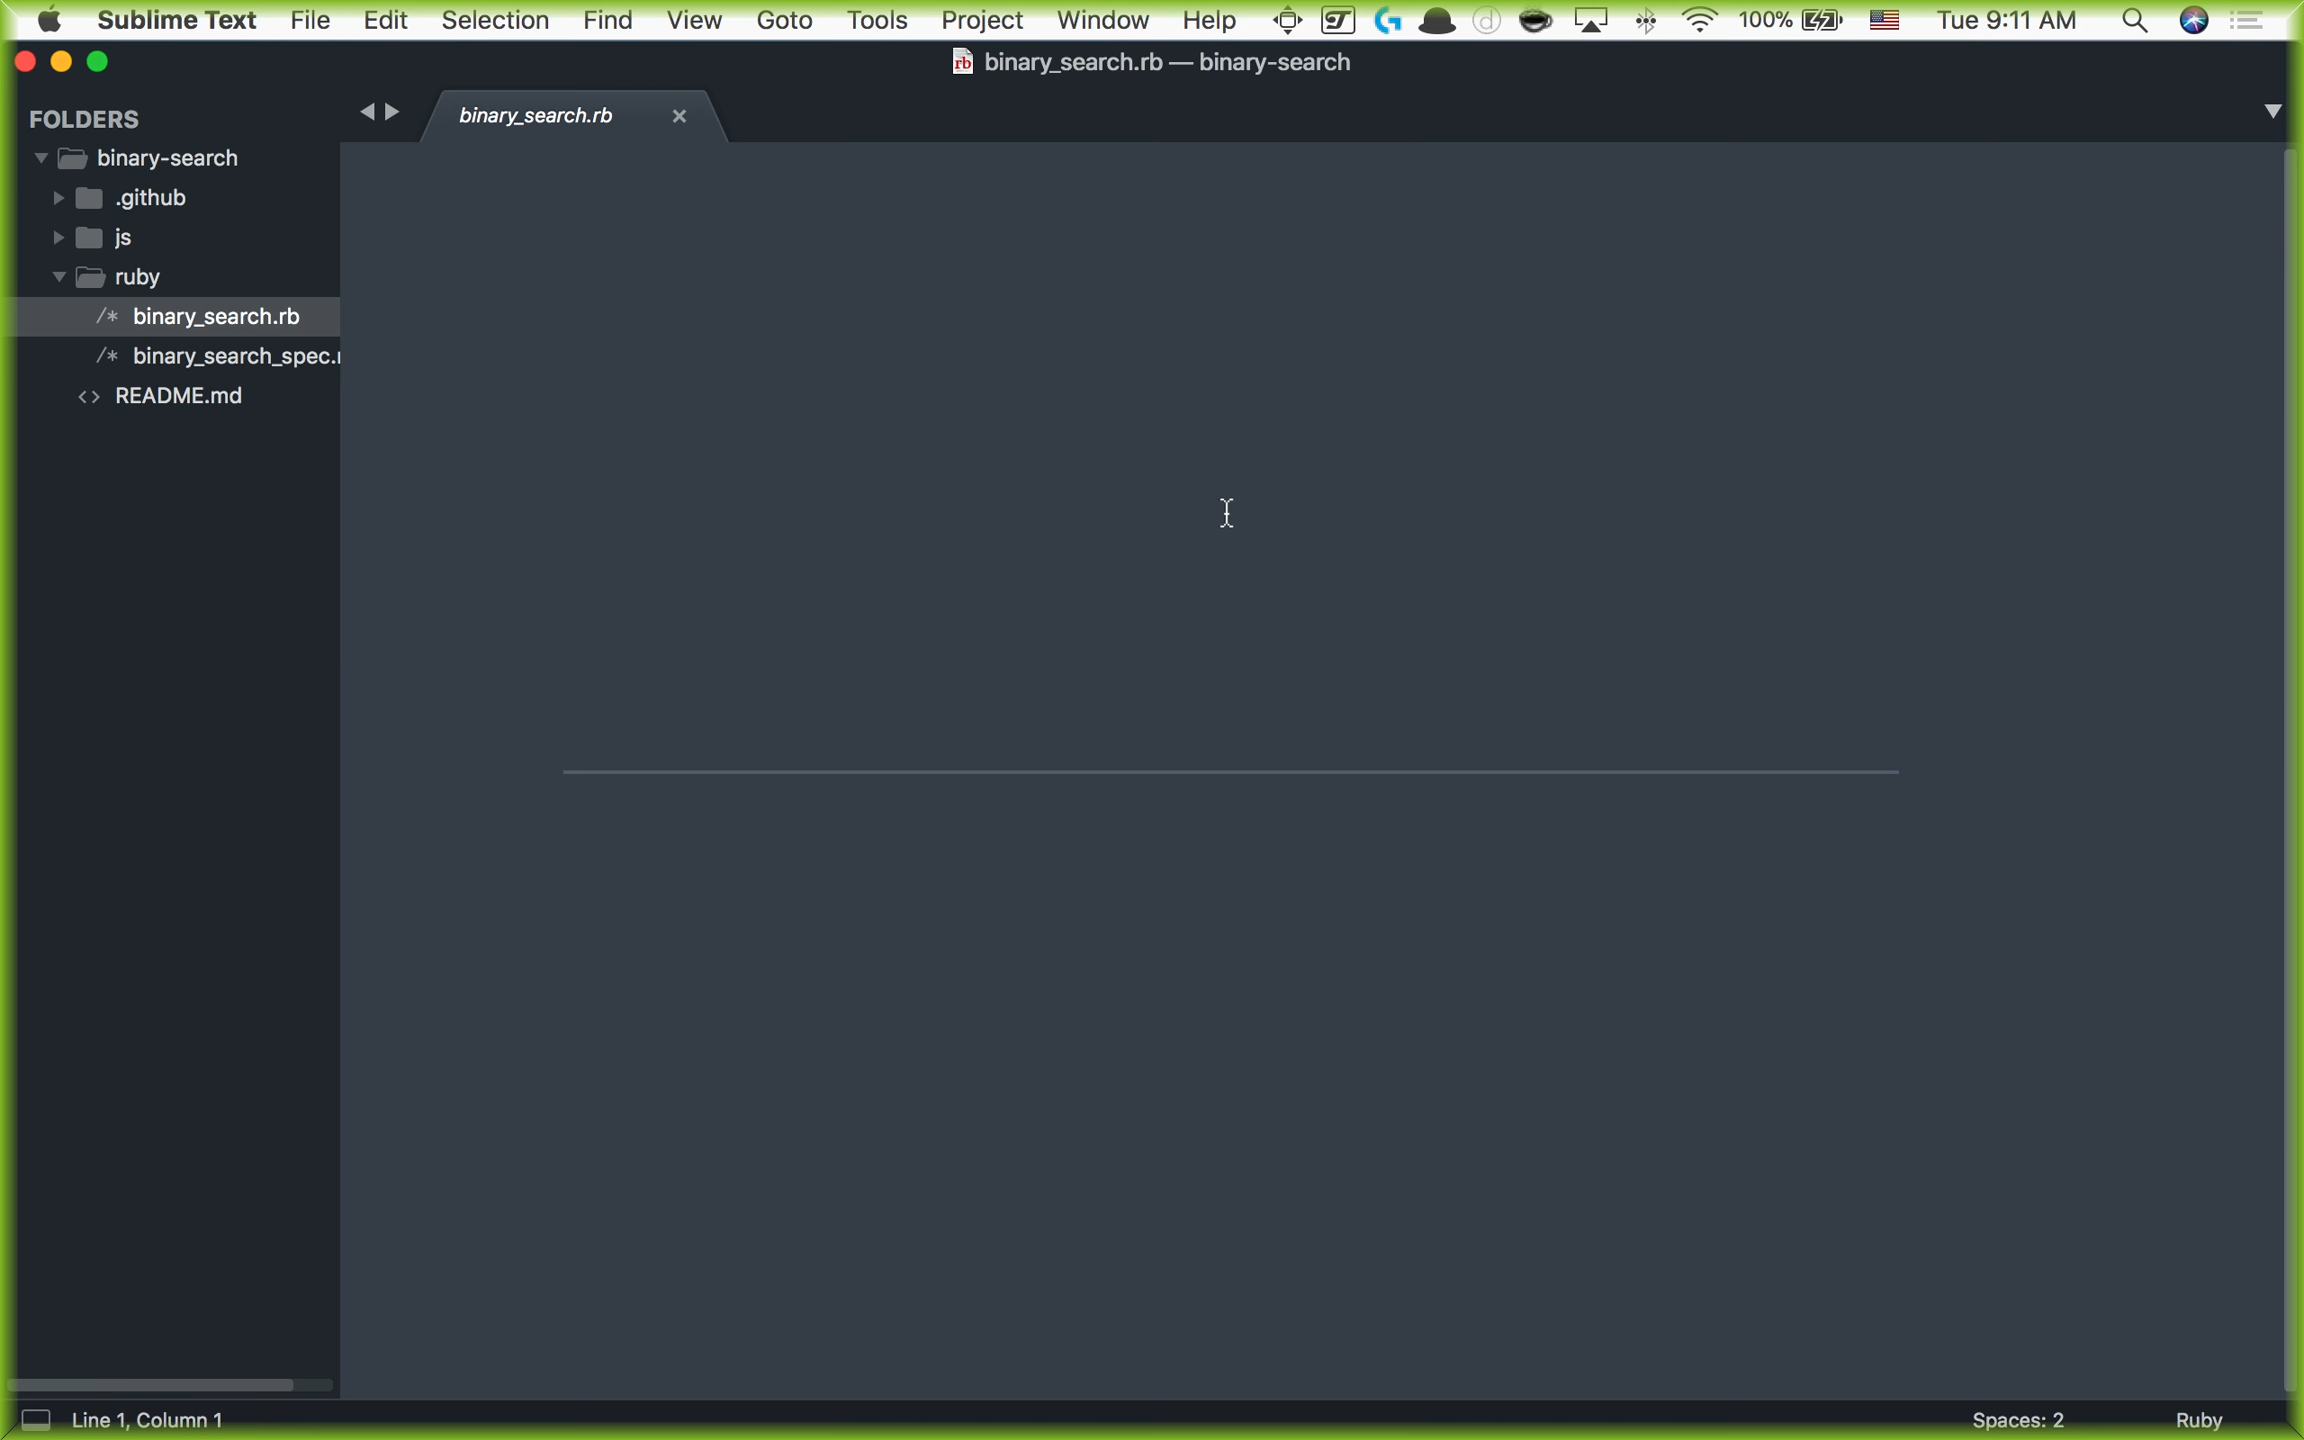 Sublime Text File Edit Selection Find View Goto Tools Project Window Help 100% Tue 9:11 AM
rb binary_search.rb — binary-search
FOLDERS
binary_search.rb ×
binary-search
.github
js
ruby
/* binary_search.rb
/* binary_search_spec.r
<> README.md
Line 1, Column 1 Spaces: 2 Ruby